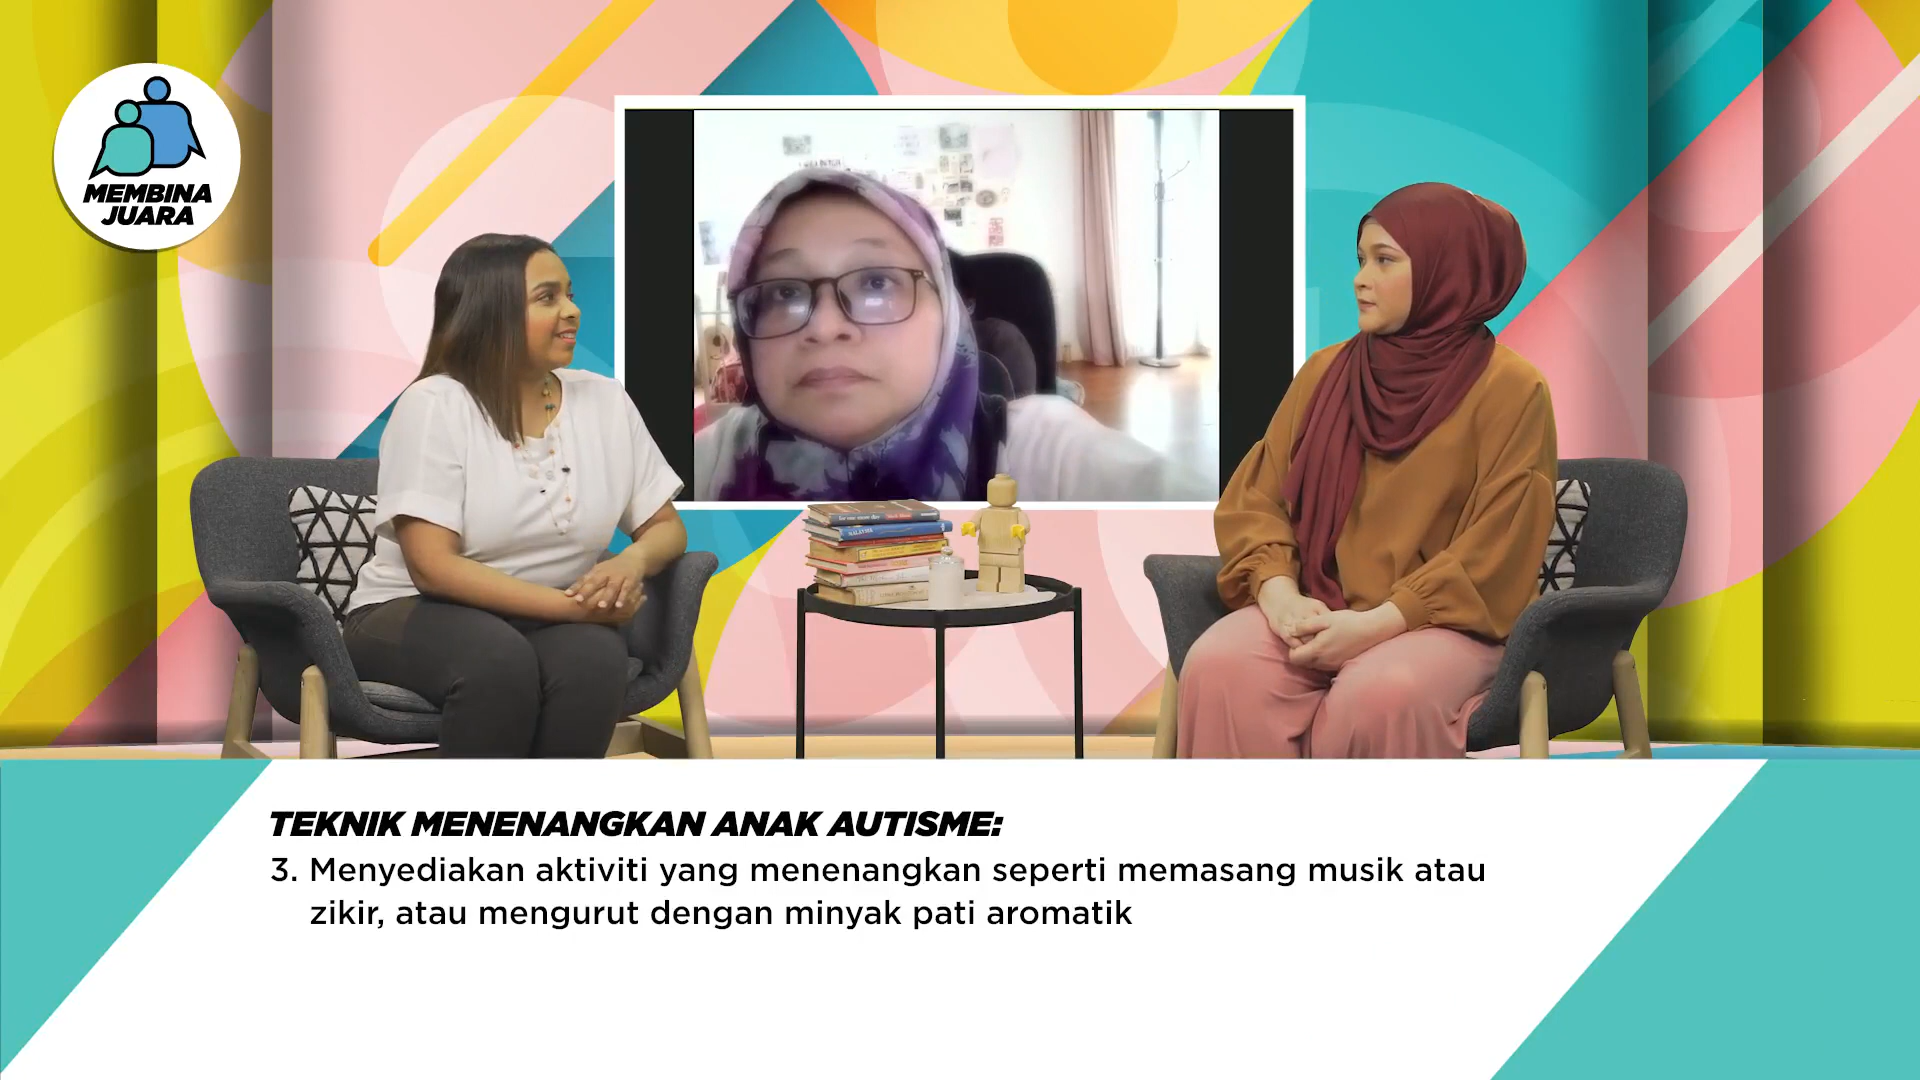 MEMBINA
JUARA
MALAYSIA
TEKNIK MENENANGKAN ANAK AUTISME:
3. Menyediakan aktiviti yang menenangkan seperti memasang musik atau
zikir, atau mengurut dengan minyak pati aromatik